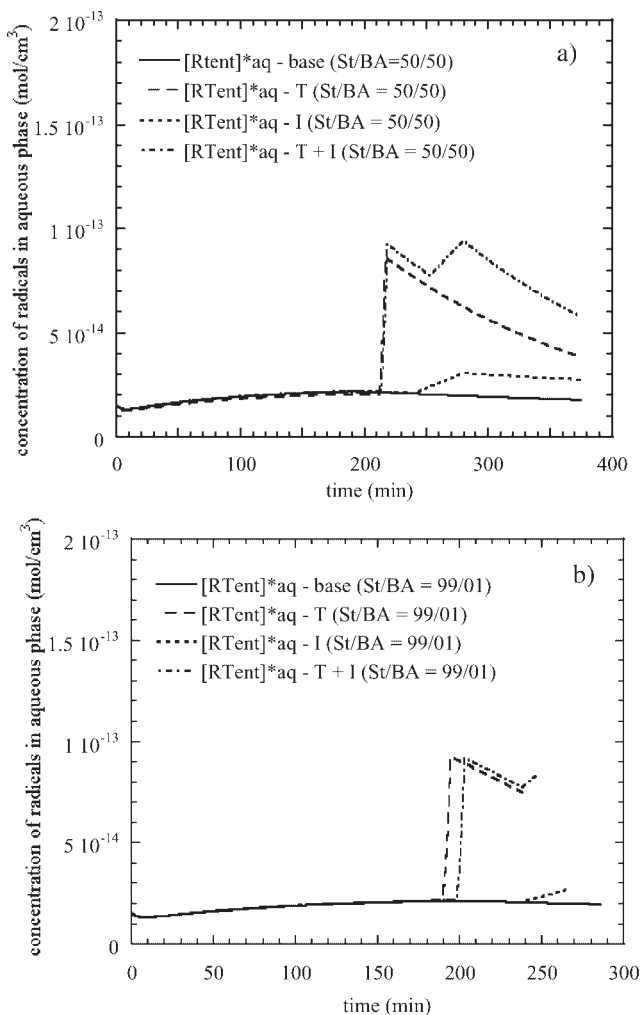 2 10⁻¹³
a)
[Rtent]*aq - base (St/BA=50/50)
[RTent]*aq - T (St/BA = 50/50)
[RTent]*aq - I (St/BA = 50/50)
[RTent]*aq - T + I (St/BA = 50/50)
1.5 10⁻¹³
1 10⁻¹³
5 10⁻¹⁴
0
concentration of radicals in aqueous phase (mol/cm³)
0 100 200 300 400
time (min)
2 10⁻¹³
b)
[RTent]*aq - base (St/BA = 99/01)
[RTent]*aq - T (St/BA = 99/01)
[RTent]*aq - I (St/BA = 99/01)
[RTent]*aq - T + I (St/BA = 99/01)
1.5 10⁻¹³
1 10⁻¹³
5 10⁻¹⁴
0
concentration of radicals in aqueous phase (mol/cm³)
0 50 100 150 200 250 300
time (min)